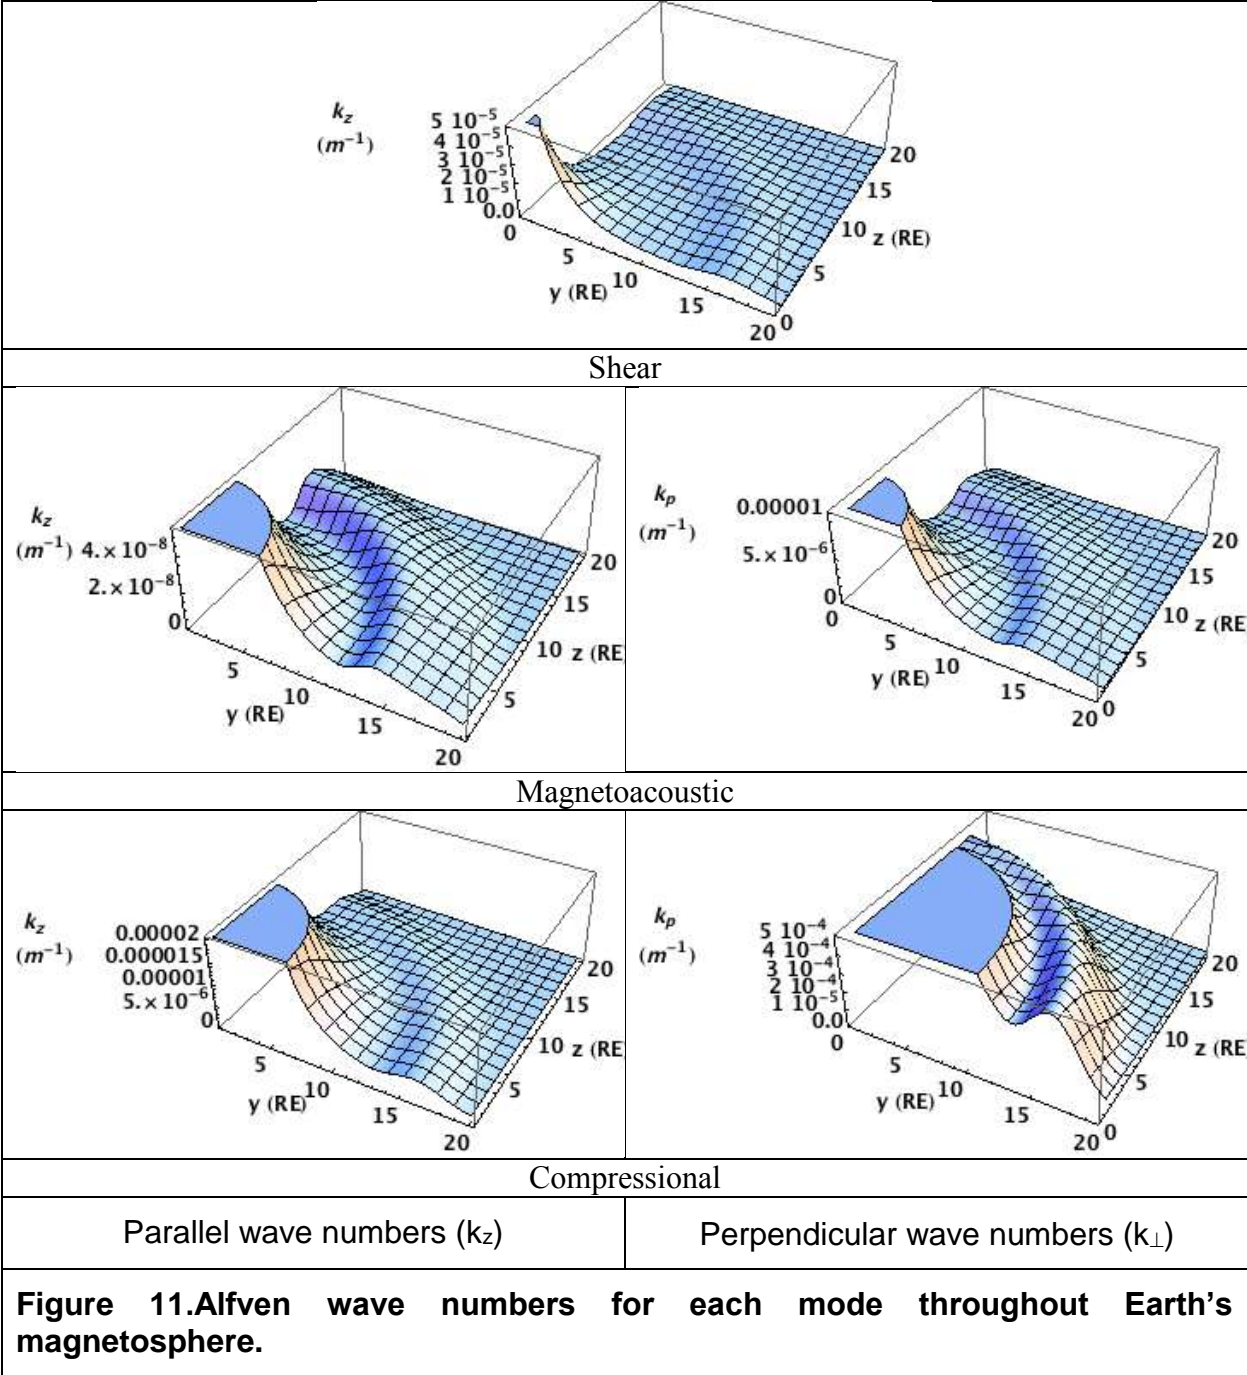 k_z
(m^−1)
5 10^−5
4 10^−5
3 10^−5
2 10^−5
1 10^−5
0.0
0
5
10
15
20
y (RE)
0
5
10
15
20
z (RE)
Shear
k_z
(m^−1)
4.×10^−8
2.×10^−8
0
5
10
15
20
y (RE)
5
10
15
20
z (RE
k_p
(m^−1)
0.00001
5.×10^−6
0
0
5
10
15
20
y (RE)
0
5
10
15
20
z (RE
Magnetoacoustic
k_z
(m^−1)
0.00002
0.000015
0.00001
5.×10^−6
0
5
10
15
20
y (RE)
5
10
15
20
z (RE
k_p
(m^−1)
5 10^−4
4 10^−4
3 10^−4
2 10^−4
1 10^−5
0.0
0
5
10
15
20
y (RE)
0
5
10
15
20
z (RE
Compressional
Parallel wave numbers (k_z)
Perpendicular wave numbers (k_⊥)
Figure 11.Alfven wave numbers for each mode throughout Earth’s
magnetosphere.